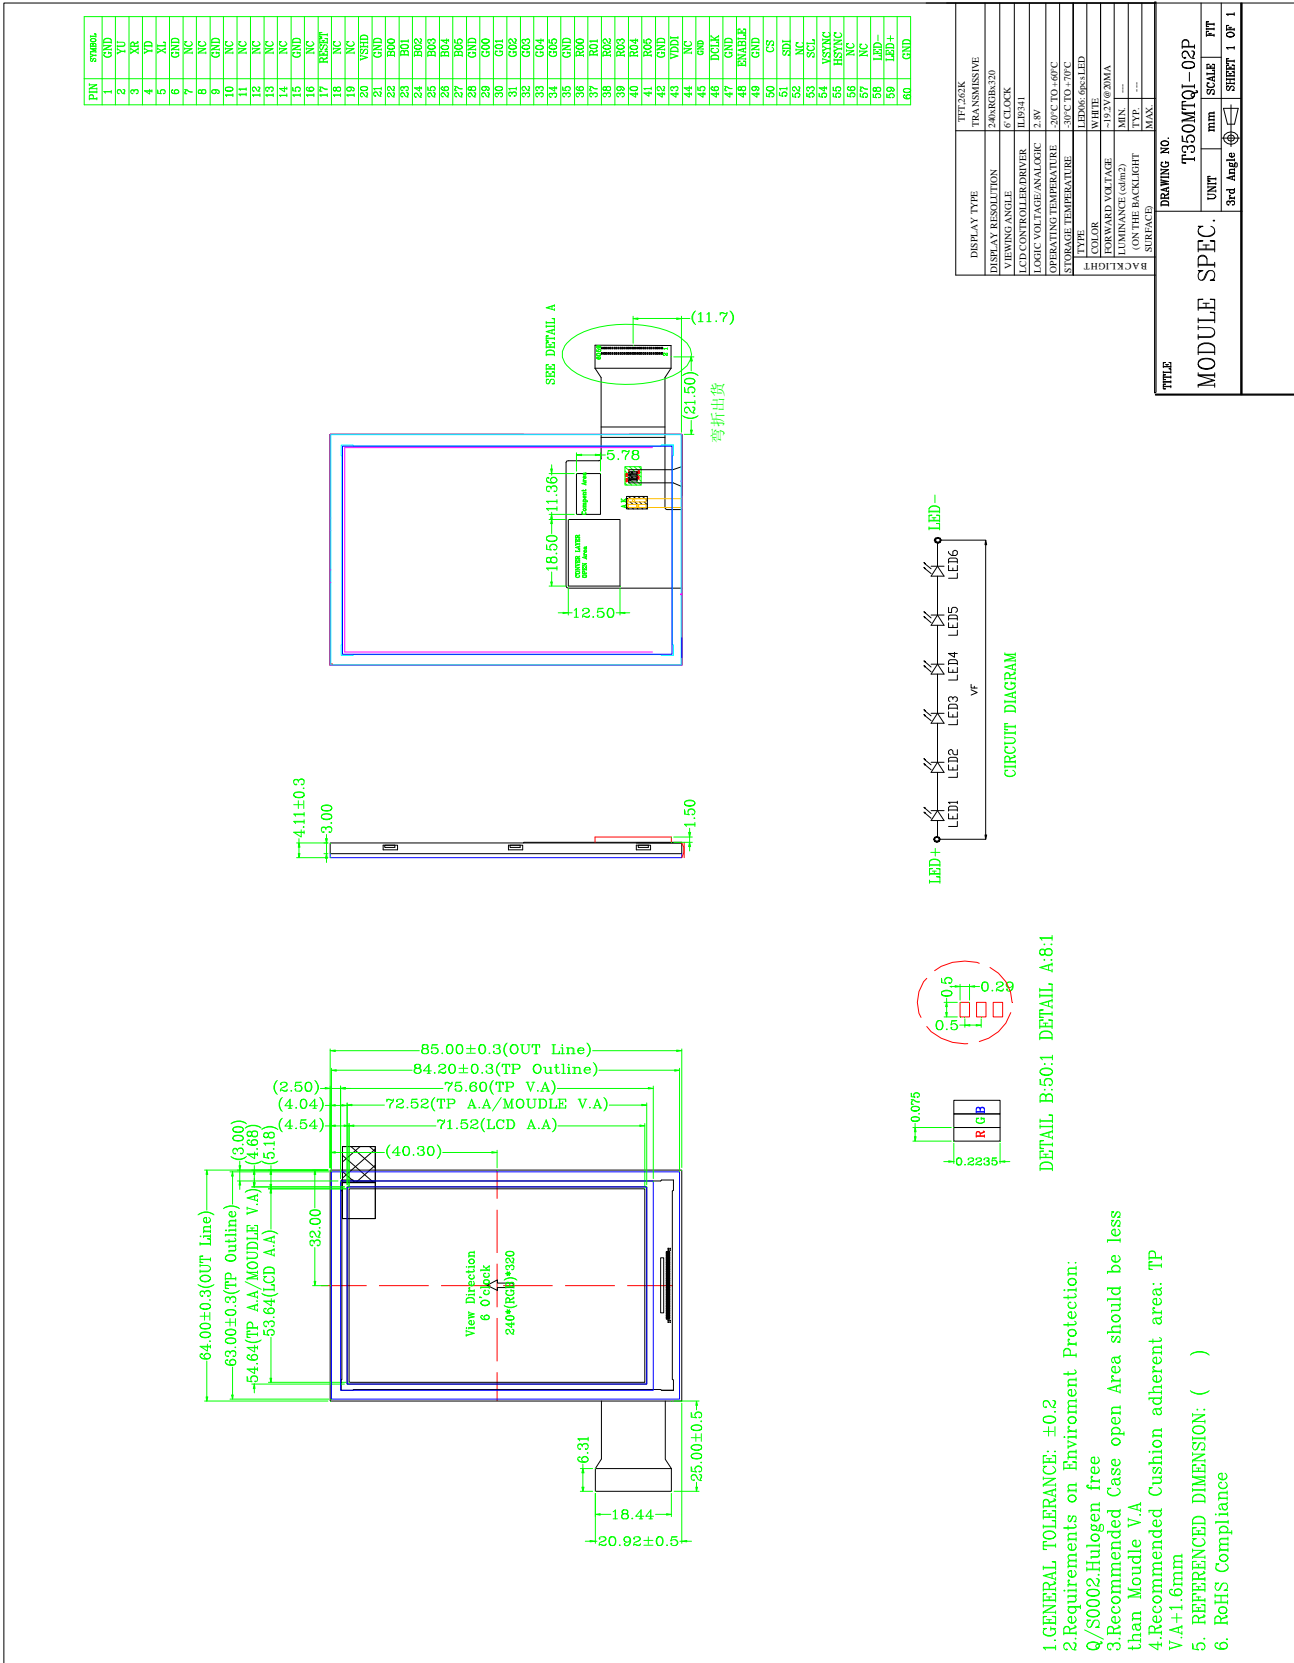 PIN SYMBOL
1 GND
2 YU
3 XR
4 YD
5 XL
6 GND
7 NC
8 NC
9 GND
10 NC
11 NC
12 NC
13 NC
14 NC
15 GND
16 NC
17 RESET
18 NC
19 NC
20 VSHD
21 GND
22 B00
23 B01
24 B02
25 B03
26 B04
27 B05
28 GND
29 G00
30 G01
31 G02
32 G03
33 G04
34 G05
35 GND
36 R00
37 R01
38 R02
39 R03
40 R04
41 R05
42 GND
43 VDDI
44 NC
45 GND
46 DCLK
47 GND
48 ENABLE
49 GND
50 CS
51 SDI
52 NC
53 SCL
54 VSYNC
55 HSYNC
56 NC
57 NC
58 LED-
59 LED+
60 GND
DISPLAY TYPE TFT,262K TRANSMISSIVE
DISPLAY RESOLUTION 240xRGBx320
VIEWING ANGLE 6' CLOCK
LCD CONTROLLER/DRIVER ILI9341
LOGIC VOLTAGE/ANALOGIC 2.8V
OPERATING TEMPERATURE -20°C TO +60°C
STORAGE TEMPERATURE -30°C TO +70°C
BACKLIGHT
TYPE LED06: 6pcs LED
COLOR WHITE
FORWARD VOLTAGE ~19.2V@20MA
LUMINANCE (cd/m2) MIN. ---
(ON THE BACKLIGHT TYP. ---
SURFACE) MAX.
TITLE
MODULE SPEC.
DRAWING NO.
T350MTQI-02P
UNIT mm SCALE FIT
3rd Angle SHEET 1 OF 1
SEE DETAIL A
(11.7)
(21.50)
弯折出货
5.78
11.36
18.50
12.50
Component Area
COVER LAYER
OPEN Area
4.11±0.3
3.00
1.50
LED+
LED1
LED2
LED3
LED4
LED5
LED6
LED-
VF
CIRCUIT DIAGRAM
85.00±0.3(OUT Line)
84.20±0.3(TP Outline)
75.60(TP V.A)
72.52(TP A.A/MOUDLE V.A)
71.52(LCD A.A)
(2.50)
(4.04)
(4.54)
(40.30)
(3.00)
(4.68)
(5.18)
64.00±0.3(OUT Line)
63.00±0.3(TP Outline)
54.64(TP A.A/MOUDLE V.A)
53.64(LCD A.A)
32.00
View Direction
6 O'clock
240*(RGB)*320
6.31
25.00±0.5
18.44
20.92±0.5
0.5
0.29
0.5
0.075
R G B
0.2235
DETAIL B:50:1 DETAIL A:8:1
1.GENERAL TOLERANCE: ±0.2
2.Requirements on Enviroment Protection:
Q/S0002.Hulogen free
3.Recommended Case open Area should be less
than Moudle V.A
4.Recommended Cushion adherent area: TP
V.A+1.6mm
5. REFERENCED DIMENSION: ( )
6. RoHS Compliance